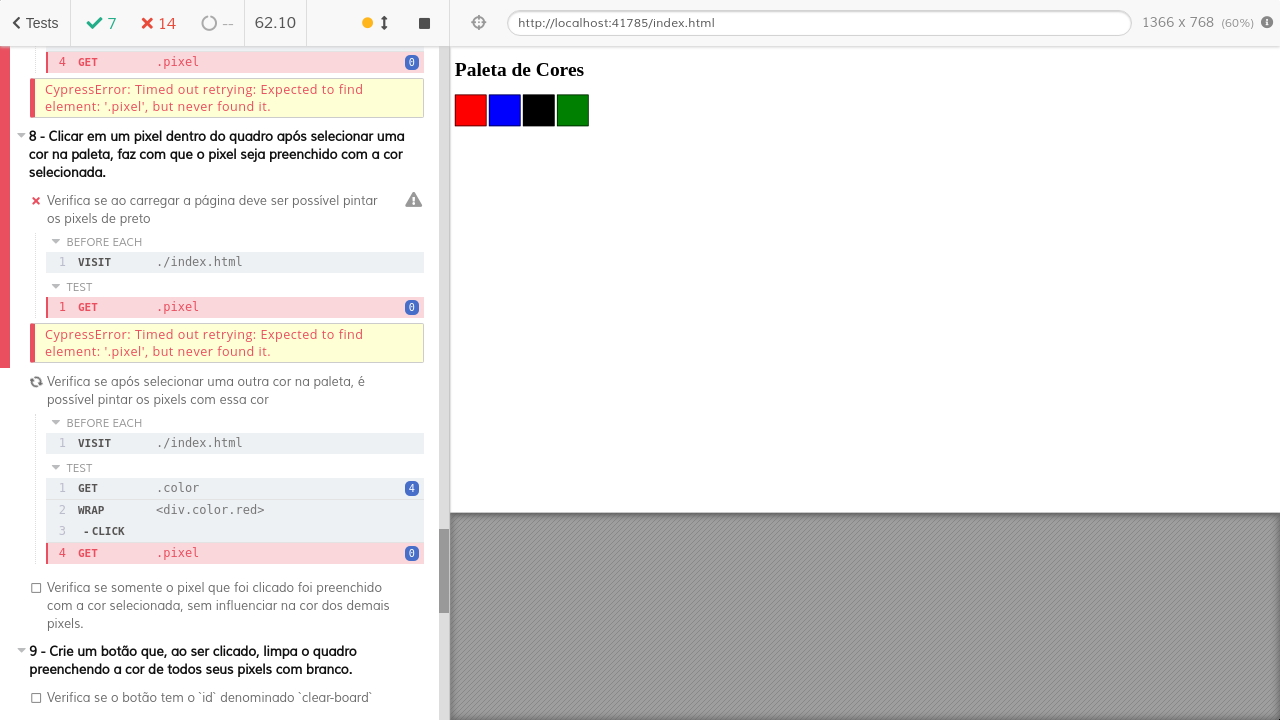 Tests
7
14
--
62.10
http://localhost:41785/index.html
1366 x 768 (60%)
4 GET .pixel 0
CypressError: Timed out retrying: Expected to find
element: '.pixel', but never found it.
8 - Clicar em um pixel dentro do quadro após selecionar uma
cor na paleta, faz com que o pixel seja preenchido com a cor
selecionada.
Verifica se ao carregar a página deve ser possível pintar
os pixels de preto
BEFORE EACH
1 VISIT ./index.html
TEST
1 GET .pixel 0
CypressError: Timed out retrying: Expected to find
element: '.pixel', but never found it.
Verifica se após selecionar uma outra cor na paleta, é
possível pintar os pixels com essa cor
BEFORE EACH
1 VISIT ./index.html
TEST
1 GET .color 4
2 WRAP <div.color.red>
3 - CLICK
4 GET .pixel 0
Verifica se somente o pixel que foi clicado foi preenchido
com a cor selecionada, sem influenciar na cor dos demais
pixels.
9 - Crie um botão que, ao ser clicado, limpa o quadro
preenchendo a cor de todos seus pixels com branco.
Verifica se o botão tem o `id` denominado `clear-board`
Paleta de Cores